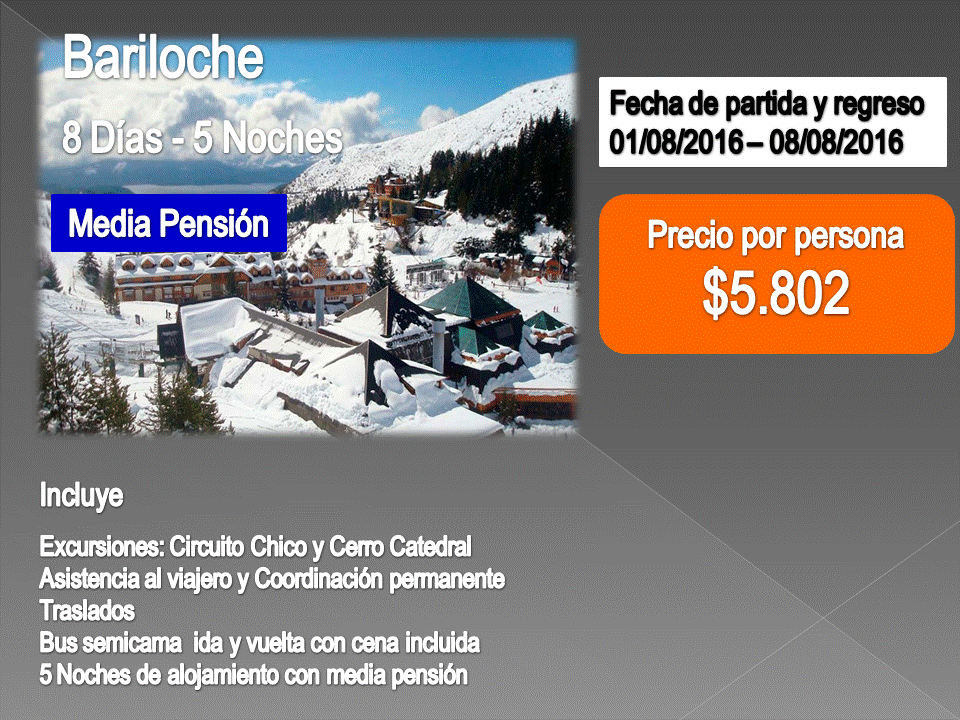 Bariloche
8 Días - 5 Noches
Media Pensión
Fecha de partida y regreso
01/08/2016 – 08/08/2016
Precio por persona
$5.802
Incluye
Excursiones: Circuito Chico y Cerro Catedral
Asistencia al viajero y Coordinación permanente
Traslados
Bus semicama ida y vuelta con cena incluida
5 Noches de alojamiento con media pensión